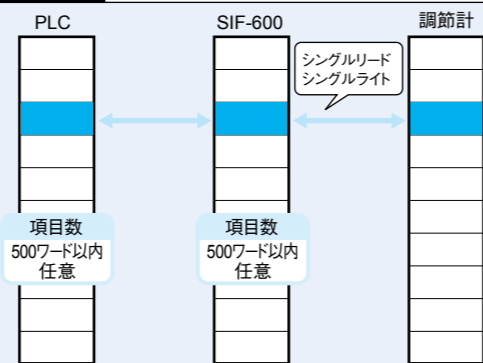 PLC
SIF-600
調節計
シングルリード
シングルライト
項目数
500ワード以内
任意
項目数
500ワード以内
任意